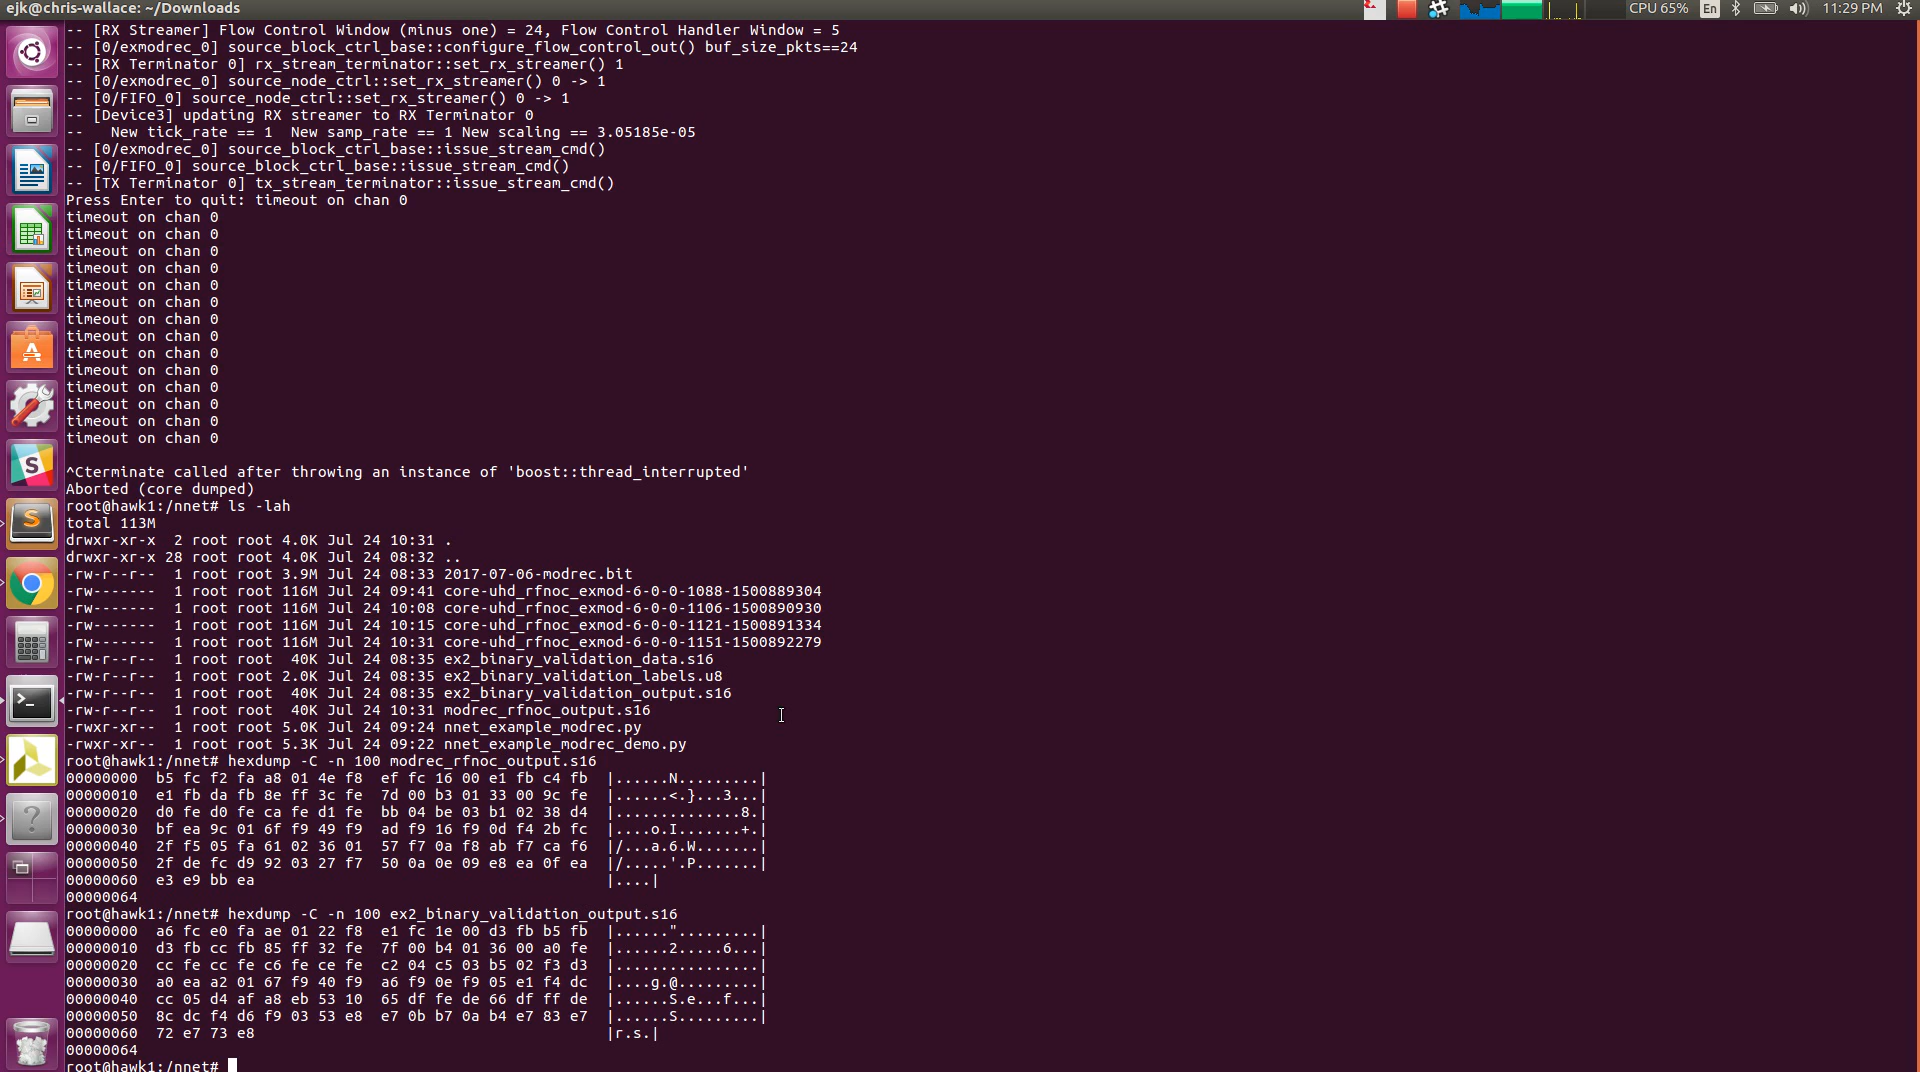 ejk@chris-wallace: ~/Downloads
CPU 65% En 11:29 PM
-- [RX Streamer] Flow Control Window (minus one) = 24, Flow Control Handler Window = 5
-- [0/exmodrec_0] source_block_ctrl_base::configure_flow_control_out() buf_size_pkts==24
-- [RX Terminator 0] rx_stream_terminator::set_rx_streamer() 1
-- [0/exmodrec_0] source_node_ctrl::set_rx_streamer() 0 -> 1
-- [0/FIFO_0] source_node_ctrl::set_rx_streamer() 0 -> 1
-- [Device3] updating RX streamer to RX Terminator 0
--   New tick_rate == 1  New samp_rate == 1 New scaling == 3.05185e-05
-- [0/exmodrec_0] source_block_ctrl_base::issue_stream_cmd()
-- [0/FIFO_0] source_block_ctrl_base::issue_stream_cmd()
-- [TX Terminator 0] tx_stream_terminator::issue_stream_cmd()
Press Enter to quit: timeout on chan 0
timeout on chan 0
timeout on chan 0
timeout on chan 0
timeout on chan 0
timeout on chan 0
timeout on chan 0
timeout on chan 0
timeout on chan 0
timeout on chan 0
timeout on chan 0
timeout on chan 0
timeout on chan 0
timeout on chan 0
timeout on chan 0
^Cterminate called after throwing an instance of 'boost::thread_interrupted'
Aborted (core dumped)
root@hawk1:/nnet# ls -lah
total 113M
drwxr-xr-x  2 root root 4.0K Jul 24 10:31 .
drwxr-xr-x 28 root root 4.0K Jul 24 08:32 ..
-rw-r--r--  1 root root 3.9M Jul 24 08:33 2017-07-06-modrec.bit
-rw-------  1 root root 116M Jul 24 09:41 core-uhd_rfnoc_exmod-6-0-0-1088-1500889304
-rw-------  1 root root 116M Jul 24 10:08 core-uhd_rfnoc_exmod-6-0-0-1106-1500890930
-rw-------  1 root root 116M Jul 24 10:15 core-uhd_rfnoc_exmod-6-0-0-1121-1500891334
-rw-------  1 root root 116M Jul 24 10:31 core-uhd_rfnoc_exmod-6-0-0-1151-1500892279
-rw-r--r--  1 root root  40K Jul 24 08:35 ex2_binary_validation_data.s16
-rw-r--r--  1 root root 2.0K Jul 24 08:35 ex2_binary_validation_labels.u8
-rw-r--r--  1 root root  40K Jul 24 08:35 ex2_binary_validation_output.s16
-rw-r--r--  1 root root  40K Jul 24 10:31 modrec_rfnoc_output.s16
-rwxr-xr--  1 root root 5.0K Jul 24 09:24 nnet_example_modrec.py
-rwxr-xr--  1 root root 5.3K Jul 24 09:22 nnet_example_modrec_demo.py
root@hawk1:/nnet# hexdump -C -n 100 modrec_rfnoc_output.s16
00000000  b5 fc f2 fa a8 01 4e f8  ef fc 16 00 e1 fb c4 fb  |......N.........|
00000010  e1 fb da fb 8e ff 3c fe  7d 00 b3 01 33 00 9c fe  |......<.}...3...|
00000020  d0 fe d0 fe ca fe d1 fe  bb 04 be 03 b1 02 38 d4  |..............8.|
00000030  bf ea 9c 01 6f f9 49 f9  ad f9 16 f9 0d f4 2b fc  |....o.I.......+.|
00000040  2f f5 05 fa 61 02 36 01  57 f7 0a f8 ab f7 ca f6  |/...a.6.W.......|
00000050  2f de fc d9 92 03 27 f7  50 0a 0e 09 e8 ea 0f ea  |/.....'.P.......|
00000060  e3 e9 bb ea                                       |....|
00000064
root@hawk1:/nnet# hexdump -C -n 100 ex2_binary_validation_output.s16
00000000  a6 fc e0 fa ae 01 22 f8  e1 fc 1e 00 d3 fb b5 fb  |......".........|
00000010  d3 fb cc fb 85 ff 32 fe  7f 00 b4 01 36 00 a0 fe  |......2.....6...|
00000020  cc fe cc fe c6 fe ce fe  c2 04 c5 03 b5 02 f3 d3  |................|
00000030  a0 ea a2 01 67 f9 40 f9  a6 f9 0e f9 05 e1 f4 dc  |....g.@.........|
00000040  cc 05 d4 af a8 eb 53 10  65 df fe de 66 df ff de  |......S.e...f...|
00000050  8c dc f4 d6 f9 03 53 e8  e7 0b b7 0a b4 e7 83 e7  |......S.........|
00000060  72 e7 73 e8                                       |r.s.|
00000064
root@hawk1:/nnet#